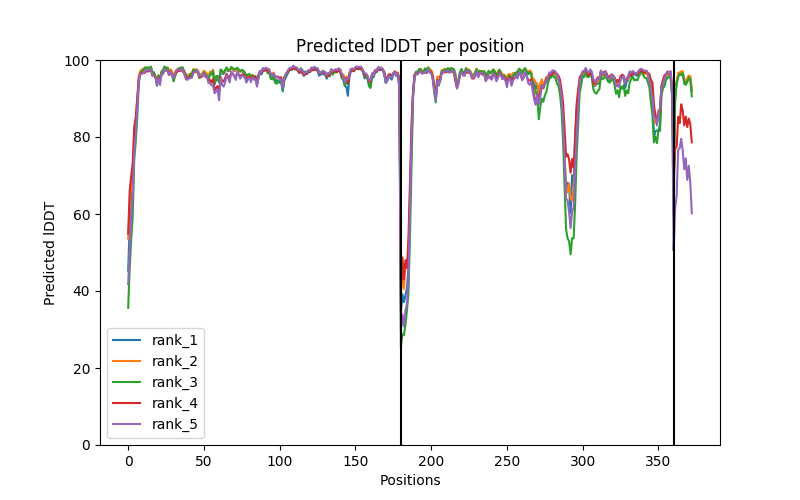 Predicted lDDT per position
Predicted lDDT
100
80
60
40
20
0
rank_1
rank_2
rank_3
rank_4
rank_5
0 50 100 150 200 250 300 350
Positions